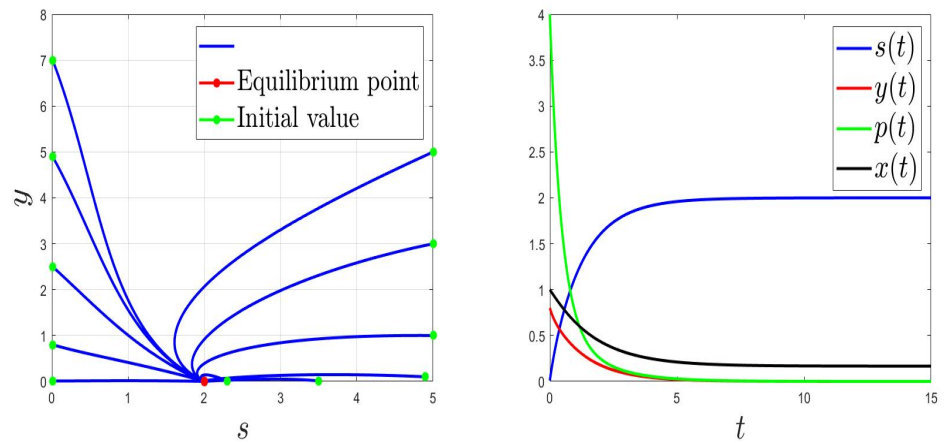 8
7
6
5
4
3
2
1
0
y
0 1 2 3 4 5
s
Equilibrium point
Initial value
4
3.5
3
2.5
2
1.5
1
0.5
0
0 5 10 15
t
s(t)
y(t)
p(t)
x(t)